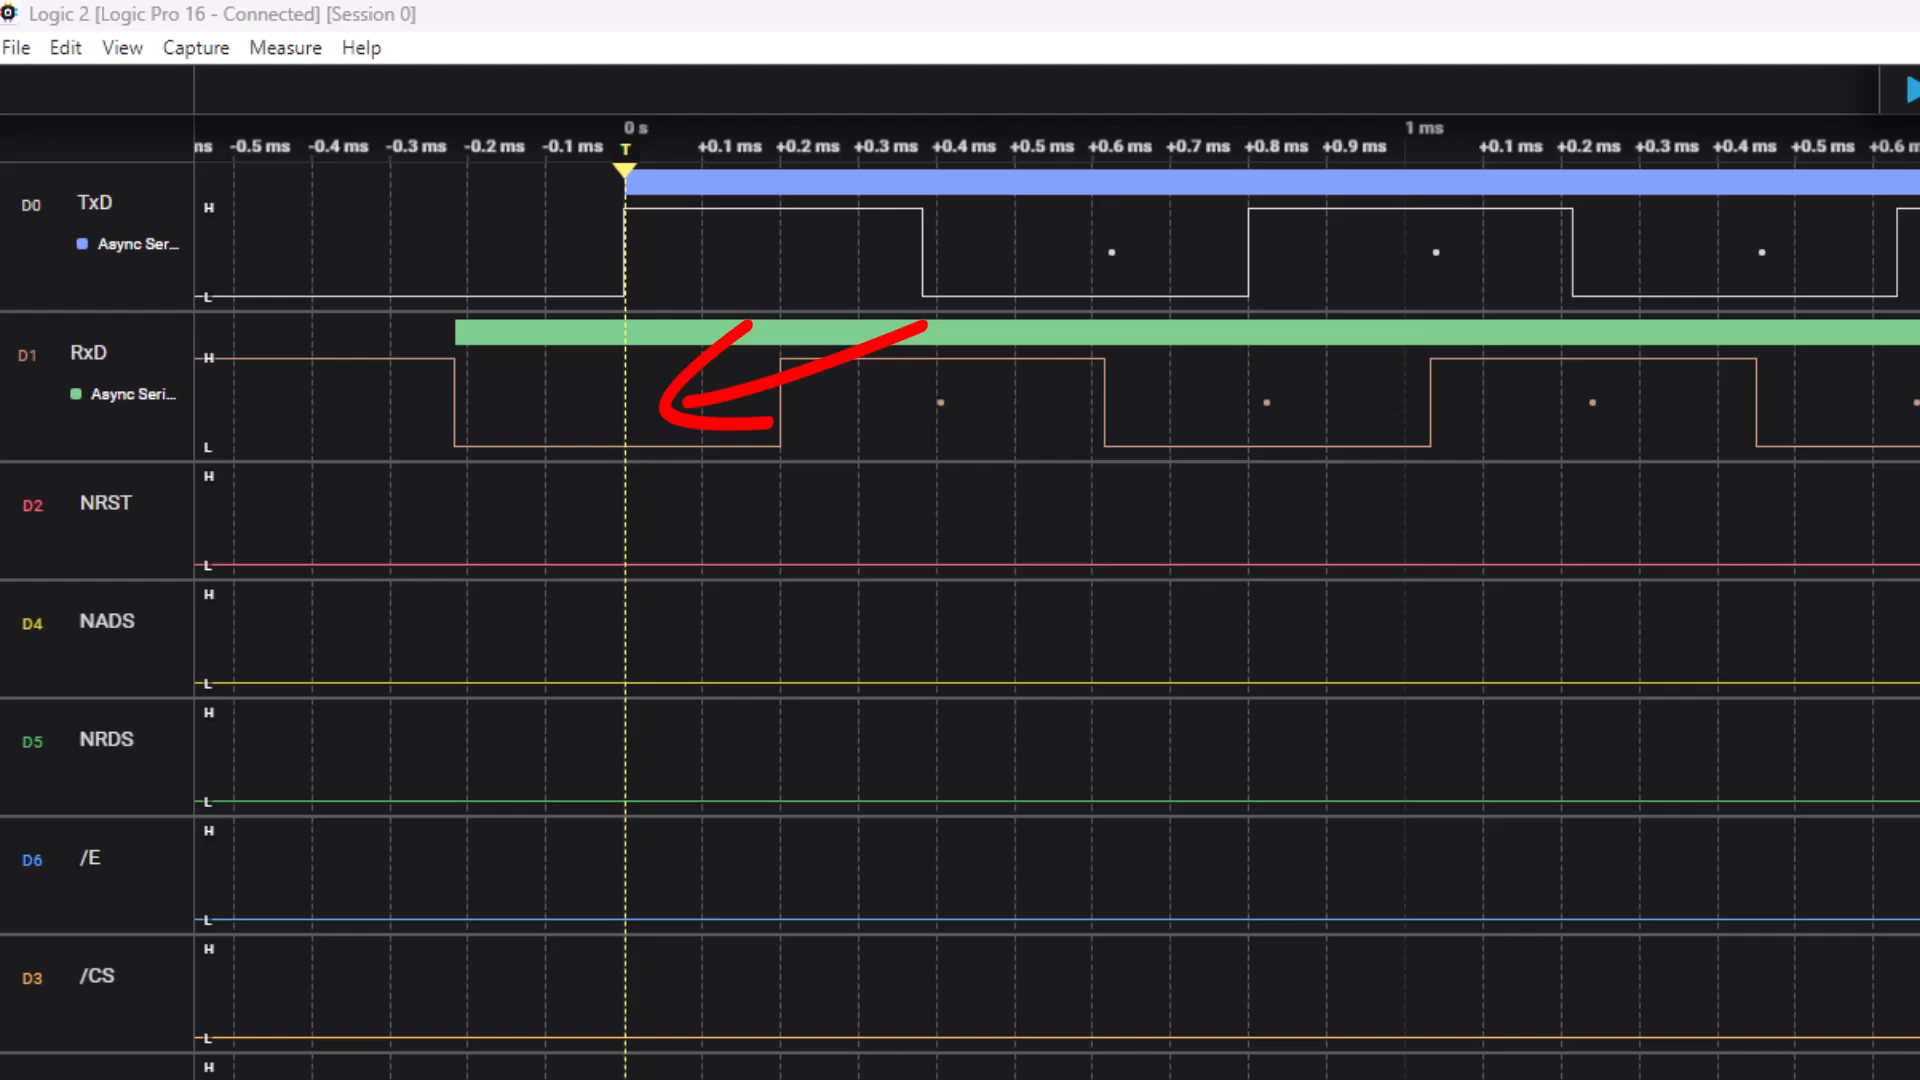 Logic 2 [Logic Pro 16 - Connected] [Session 0]
File Edit View Capture Measure Help
0 s 1 ms
ms -0.5 ms -0.4 ms -0.3 ms -0.2 ms -0.1 ms T +0.1 ms +0.2 ms +0.3 ms +0.4 ms +0.5 ms +0.6 ms +0.7 ms +0.8 ms +0.9 ms +0.1 ms +0.2 ms +0.3 ms +0.4 ms +0.5 ms +0.6 m
D0 TxD H
Async Ser...
L
D1 RxD H
Async Seri...
L
H
D2 NRST
L
H
D4 NADS
L
H
D5 NRDS
L
H
D6 /E
L
H
D3 /CS
L
H